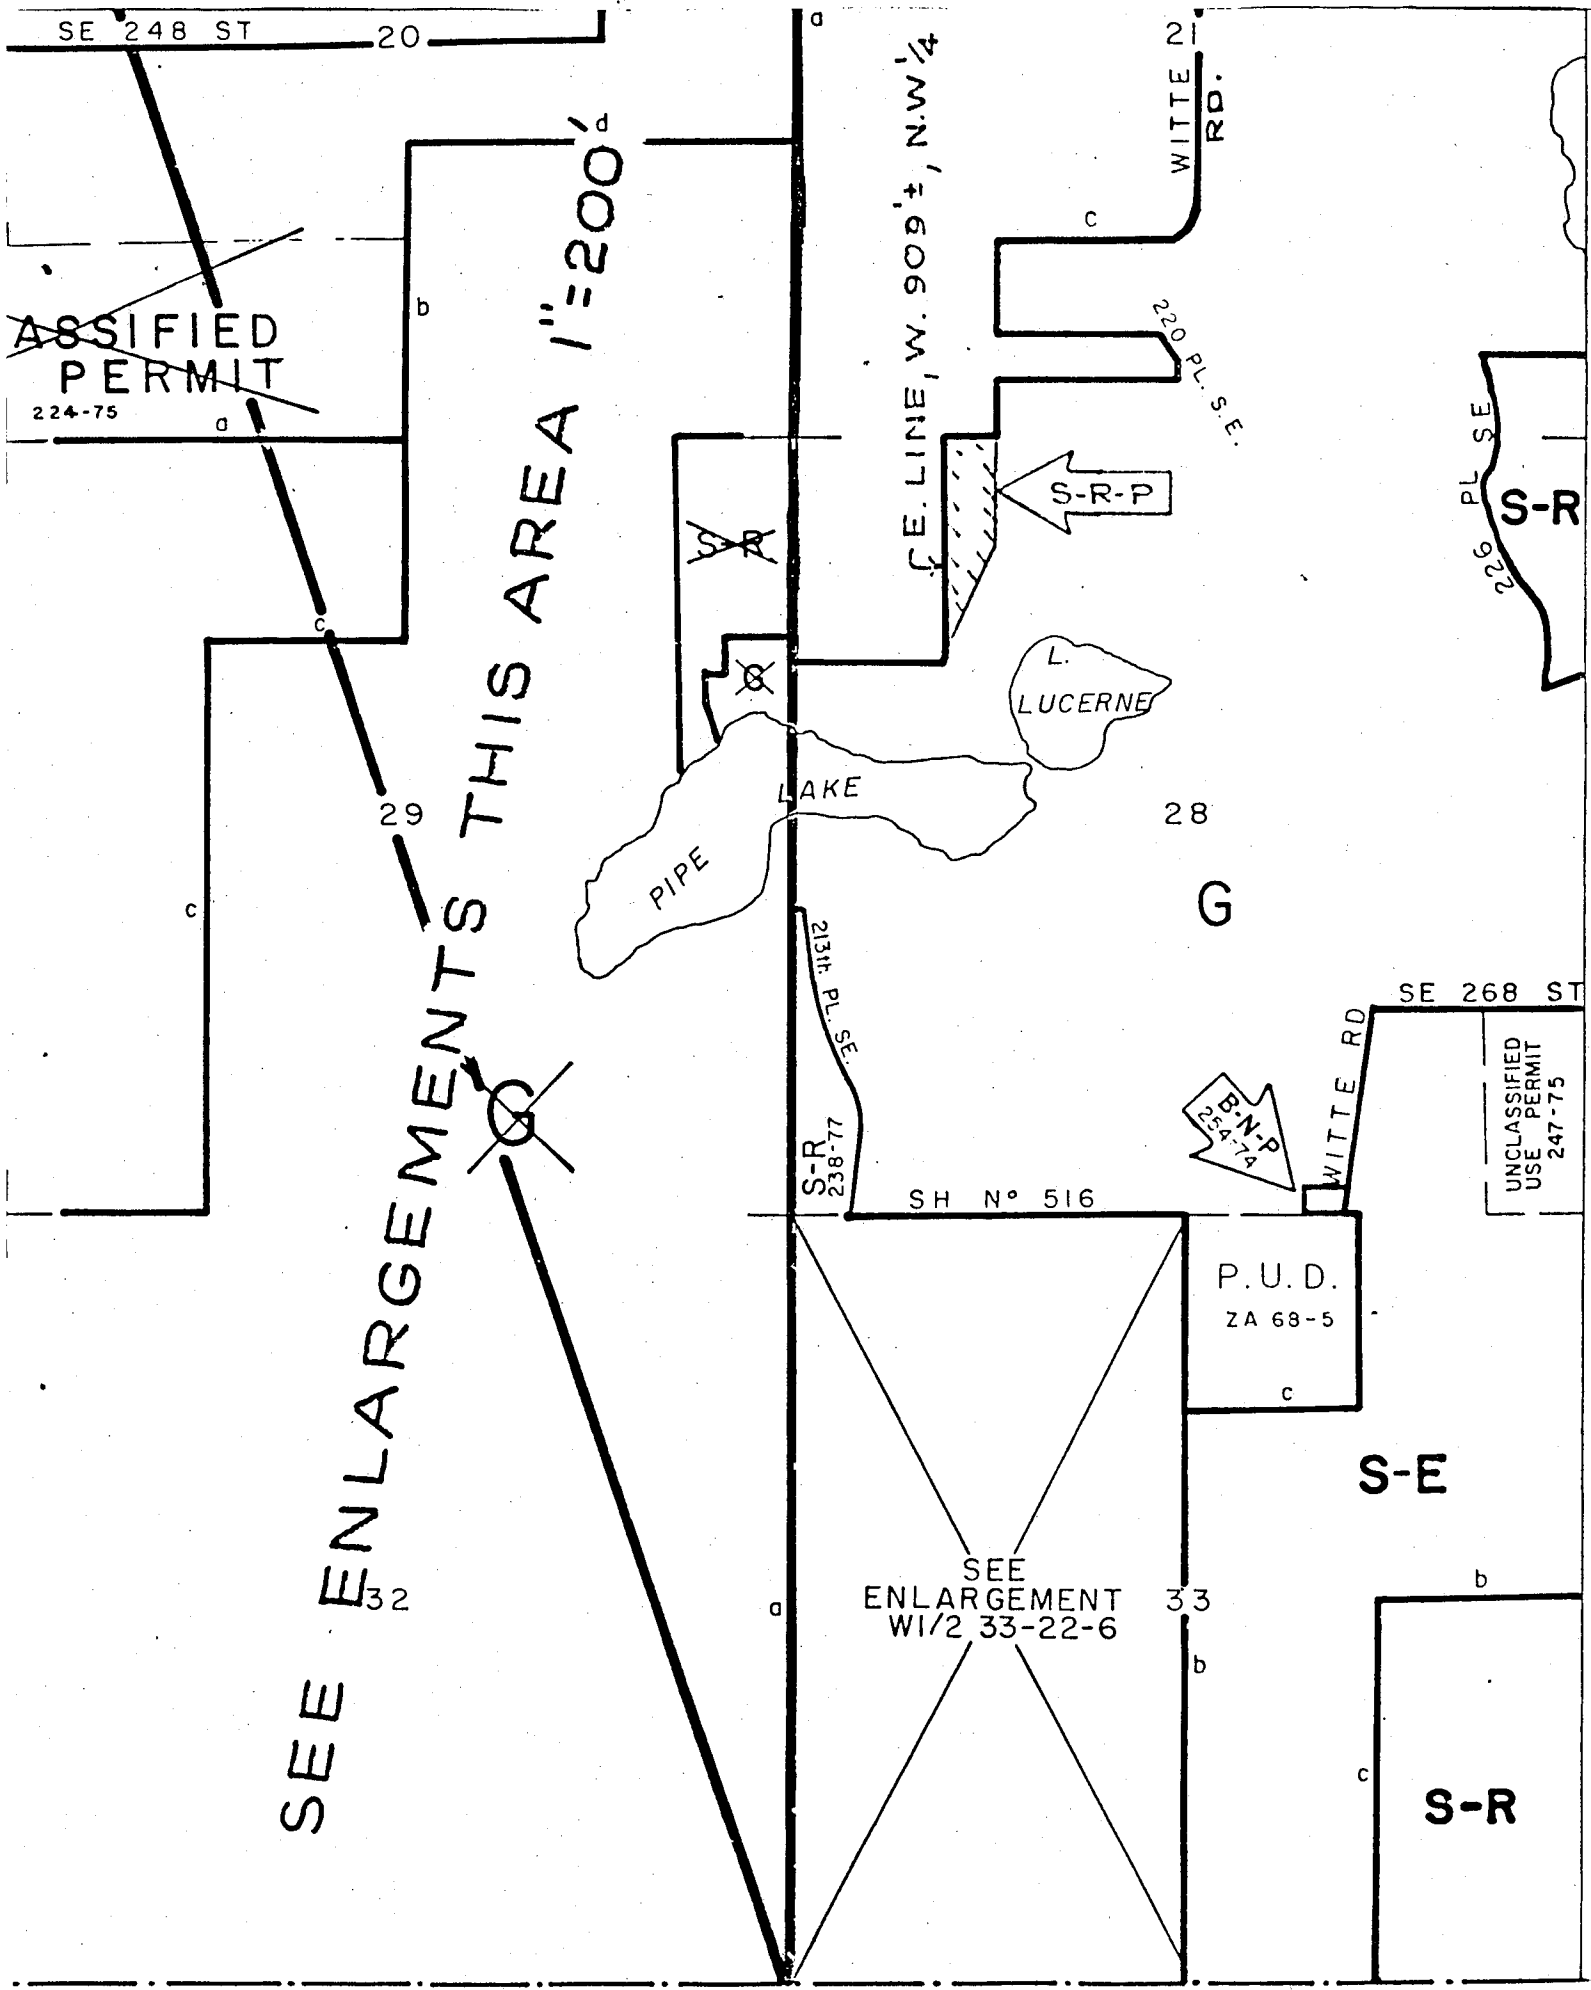 SE 248 ST
20
a
21
WITTE
RD.
d
c
b
E. LINE, W. 909'±, N.W 1/4
220 PL. S.E.
ASSIFIED
PERMIT
224-75
a
SEE ENLARGEMENTS THIS AREA 1"=200'
S-R-P
226 PL SE
S-R
S-R
c
G
L.
LUCERNE
LAKE
PIPE
29
28
c
G
213th. PL. SE.
SE 268 ST
WITTE RD
UNCLASSIFIED
USE PERMIT
247-75
G
B-N-P
254-74
S-R
238-77
SH Nº 516
P.U.D.
ZA 68-5
c
S-E
SEE
ENLARGEMENT
W1/2 33-22-6
32
a
33
b
b
c
S-R